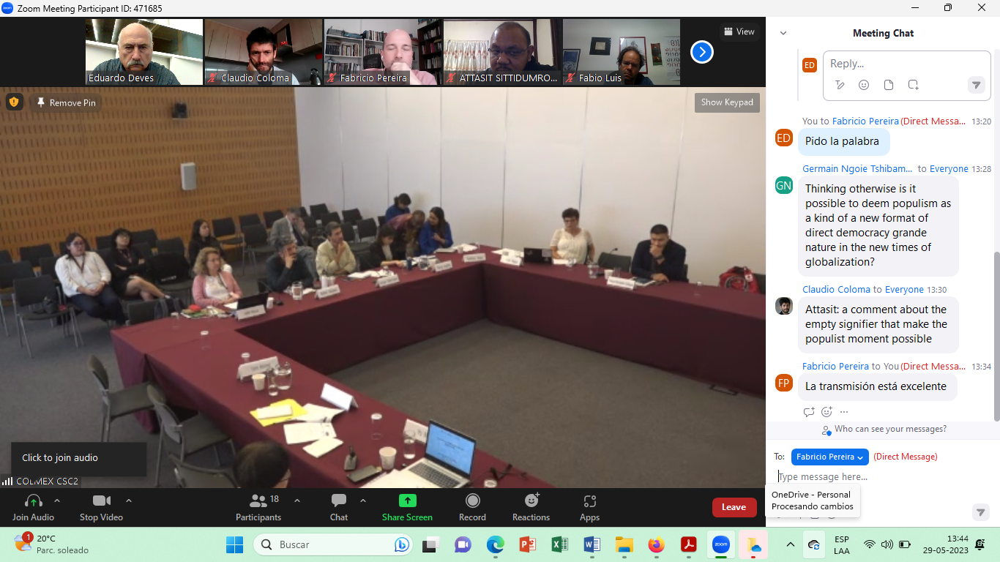 Zoom Meeting Participant ID: 471685
Eduardo Deves
Claudio Coloma
Fabricio Pereira
ATTASIT SITTIDUMRO...
Fabio Luis
View
Remove Pin
Show Keypad
Click to join audio
COLMEX CSC2
Join Audio
Stop Video
18
Participants
Chat
Share Screen
Record
Reactions
Apps
Leave
Meeting Chat
ED
Reply...
You to Fabricio Pereira(Direct Messa... 13:20
ED
Pido la palabra
Germain Ngoie Tshibam... to Everyone 13:28
GN
Thinking otherwise is it
possible to deem populism as
a kind of a new format of
direct democracy grande
nature in the new times of
globalization?
Claudio Coloma to Everyone 13:30
Attasit: a comment about the
empty signifier that make the
populist moment possible
Fabricio Pereira to You(Direct Messa... 13:34
FP
La transmisión está excelente
Who can see your messages?
To: Fabricio Pereira (Direct Message)
Type message here...
OneDrive - Personal
Procesando cambios
1
20°C
Parc. soleado
Buscar
zoom
ESP
LAA
13:44
29-05-2023